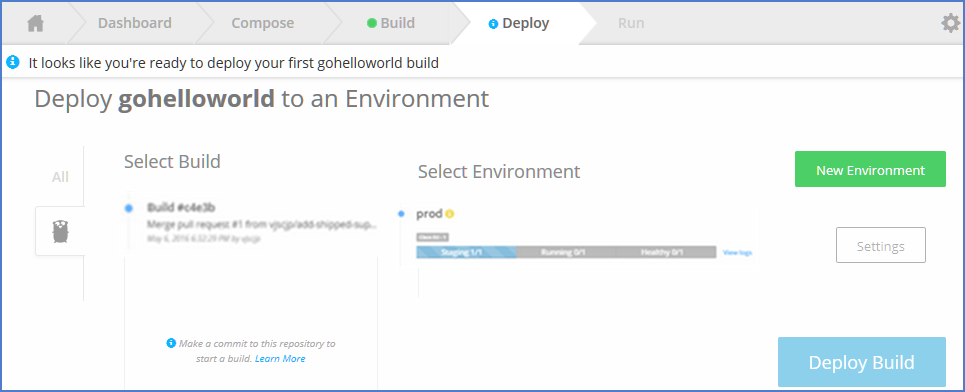 Dashboard
Compose
Build
Deploy
Run
It looks like you're ready to deploy your first gohelloworld build
Deploy gohelloworld to an Environment
All
Select Build
Build #c4e3b
Merge pull request #1 from vjscjp/add-shipped-sup...
May 6, 2016 6:32:29 PM by vjscjp
Make a commit to this repository to
start a build. Learn More
Select Environment
prod
Staging 1/1
Running 0/1
Healthy 0/1
View logs
New Environment
Settings
Deploy Build